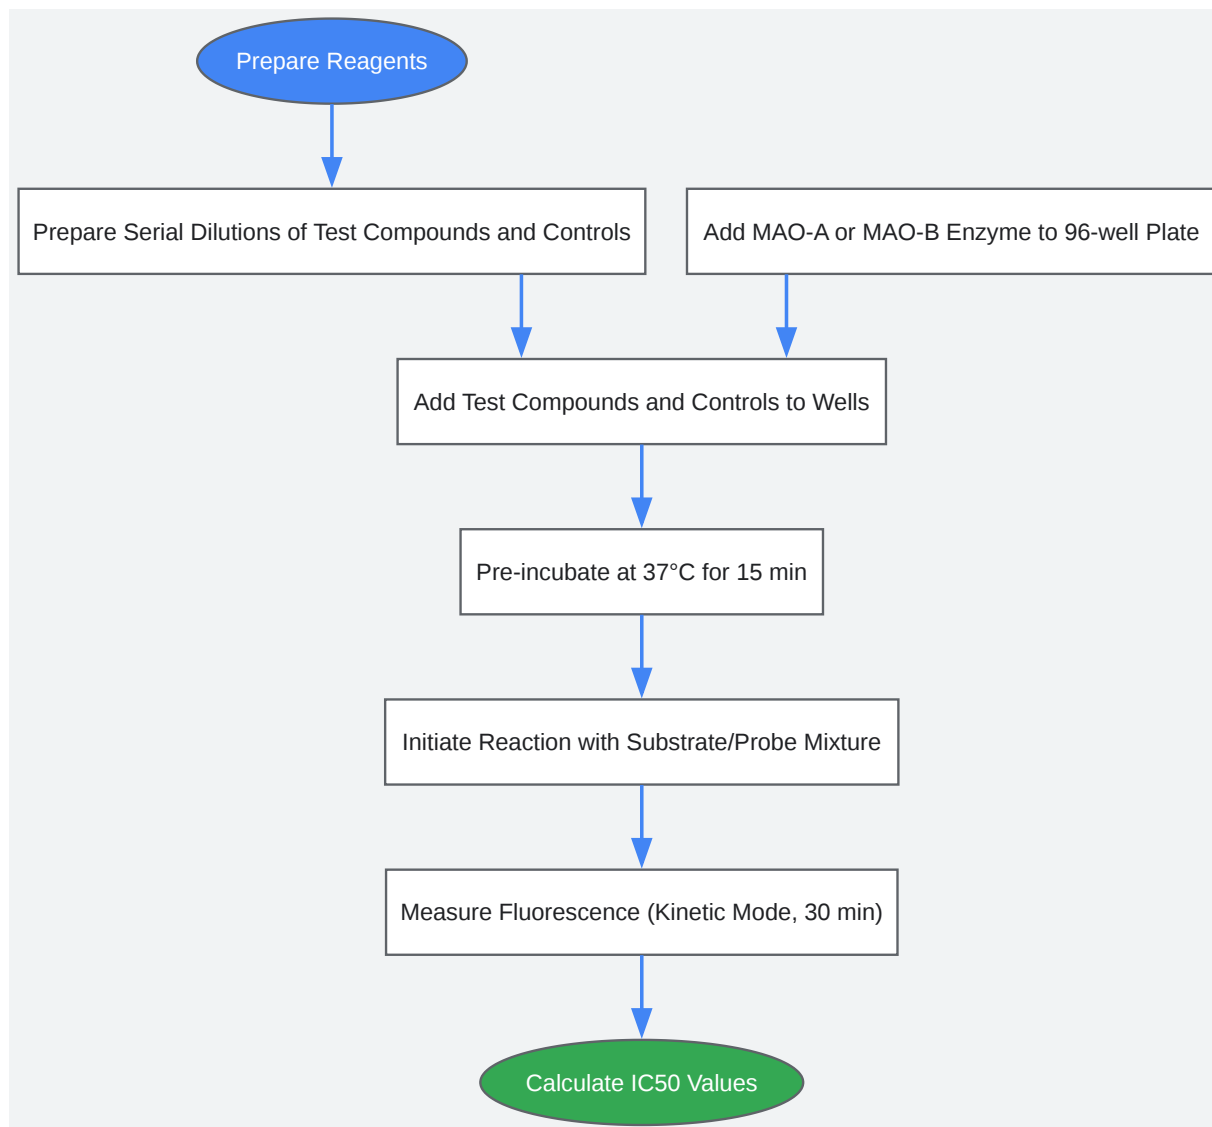 Prepare Reagents
Prepare Serial Dilutions of Test Compounds and Controls
Add MAO-A or MAO-B Enzyme to 96-well Plate
Add Test Compounds and Controls to Wells
Pre-incubate at 37°C for 15 min
Initiate Reaction with Substrate/Probe Mixture
Measure Fluorescence (Kinetic Mode, 30 min)
Calculate IC50 Values